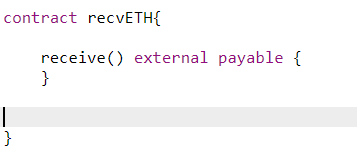 contract recvETH{
receive() external payable {
}
}